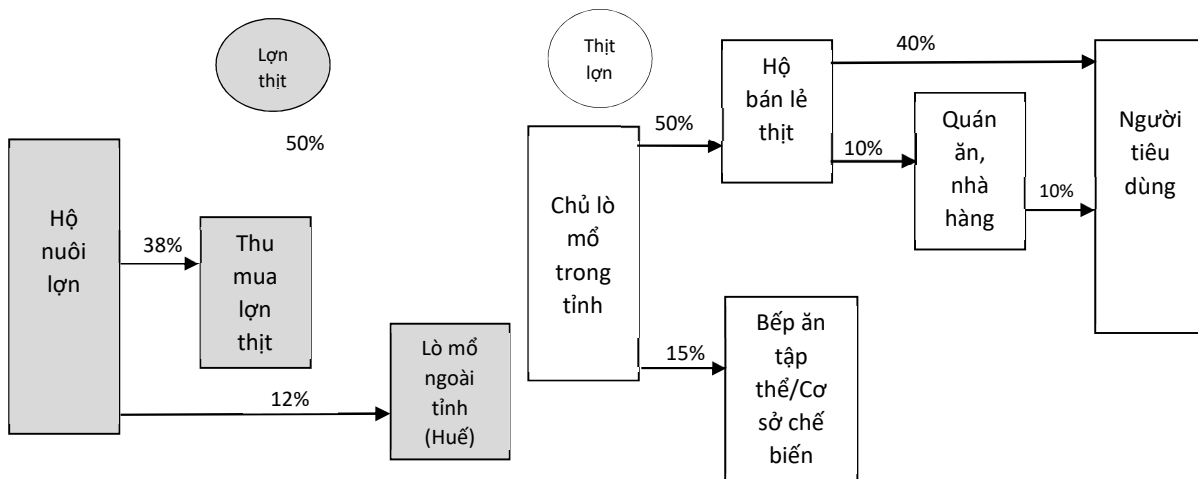 Lợn
thịt
Thịt
lợn
50%
Hộ
nuôi
lợn
38%
Thu
mua
lợn
thịt
12%
Lò mổ
ngoài
tỉnh
(Huế)
Chủ lò
mổ
trong
tỉnh
50%
Hộ
bán lẻ
thịt
40%
10%
Quán
ăn,
nhà
hàng
10%
Người
tiêu
dùng
15%
Bếp ăn
tập
thể/Cơ
sở chế
biến